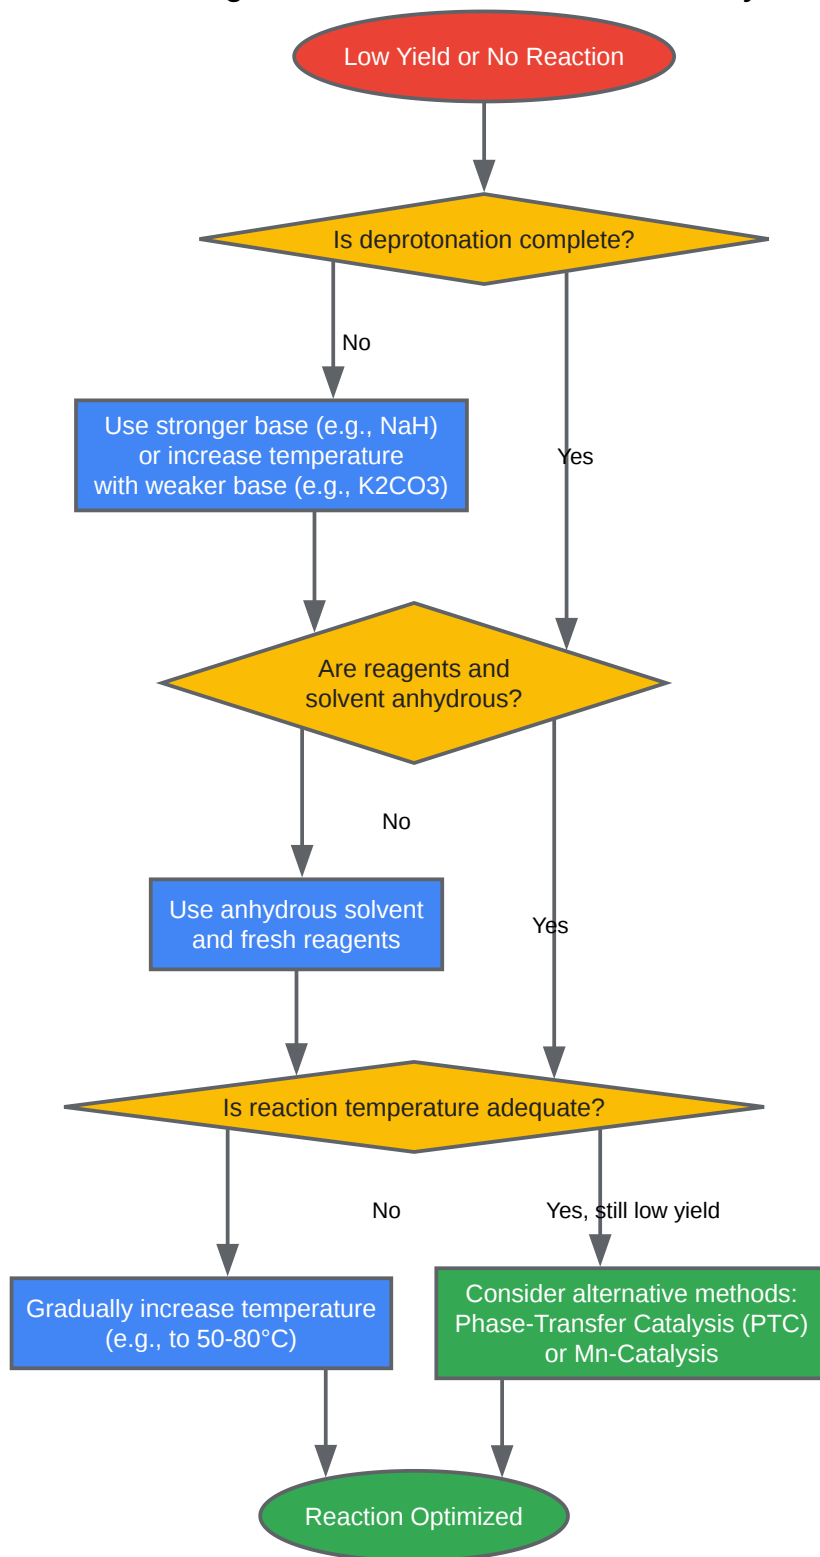 Low Yield or No Reaction
Is deprotonation complete?
No
Use stronger base (e.g., NaH)
or increase temperature
with weaker base (e.g., K2CO3)
Yes
Are reagents and
solvent anhydrous?
No
Use anhydrous solvent
and fresh reagents
Yes
Is reaction temperature adequate?
No
Yes, still low yield
Gradually increase temperature
(e.g., to 50-80°C)
Consider alternative methods:
Phase-Transfer Catalysis (PTC)
or Mn-Catalysis
Reaction Optimized